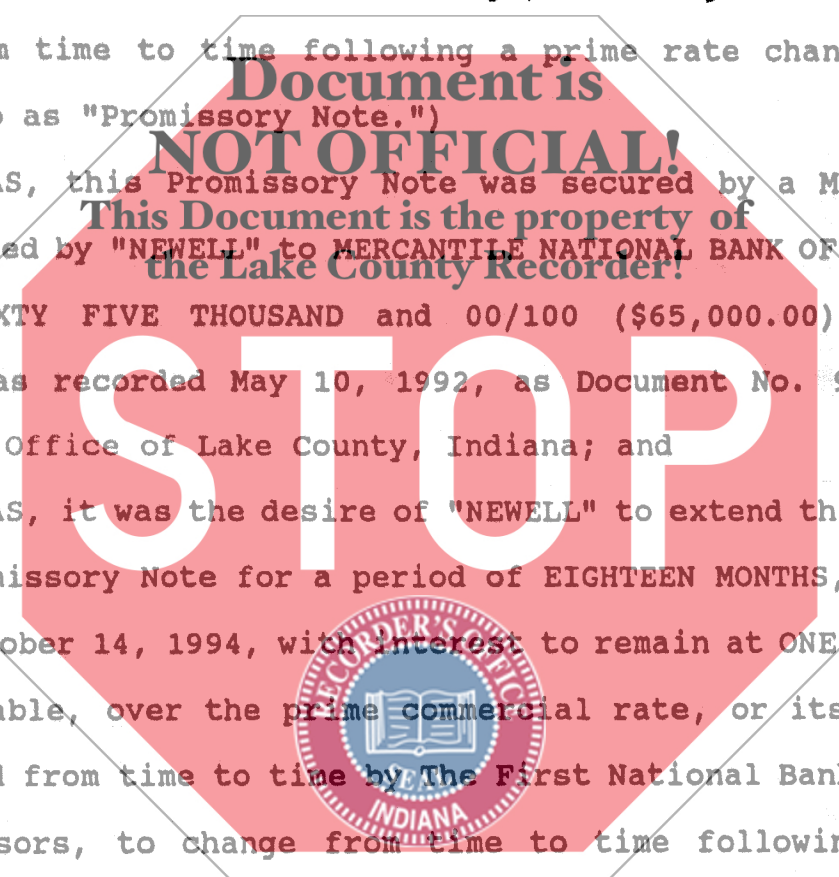 time to time following a prime rate chan
as "Promissory Note.")
Document is
NOT OFFICIAL!
AS, this Promissory Note was secured by a M
This Document is the property of
ed by "NEWELL" to MERCANTILE NATIONAL BANK OF
the Lake County Recorder!
XTY FIVE THOUSAND and 00/100 ($65,000.00)
as recorded May 10, 1992, as Document No.
Office of Lake County, Indiana; and
STOP
AS, it was the desire of "NEWELL" to extend th
issory Note for a period of EIGHTEEN MONTHS,
ober 14, 1994, with interest to remain at ONE
able, over the prime commercial rate, or its
from time to time by The First National Ban
sors, to change from time to time followin
RECORDER'S OFFICE
SEAL
INDIANA